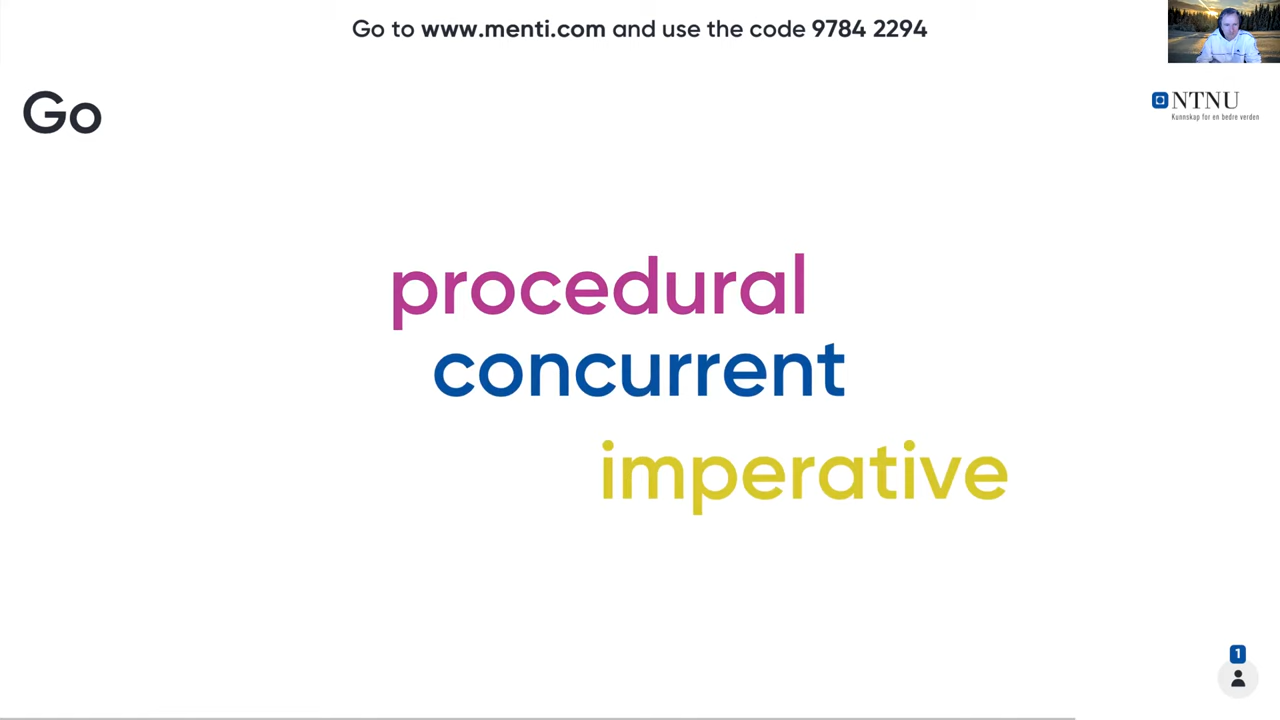 Go to www.menti.com and use the code 9784 2294
Go
NTNU
Kunnskap for en bedre verden
procedural
concurrent
imperative
1